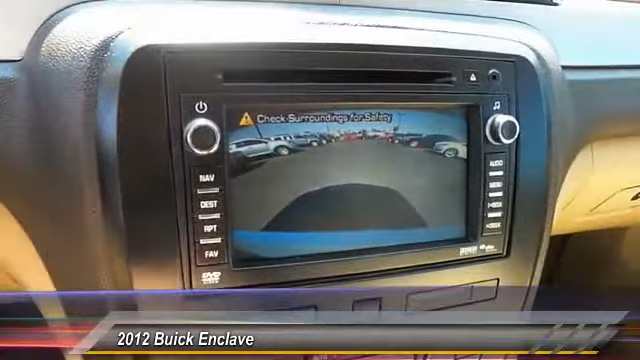 Check Surroundings for Safety
NAV
DEST
RPT
FAV
AUDIO
MENU
DVD
2012 Buick Enclave